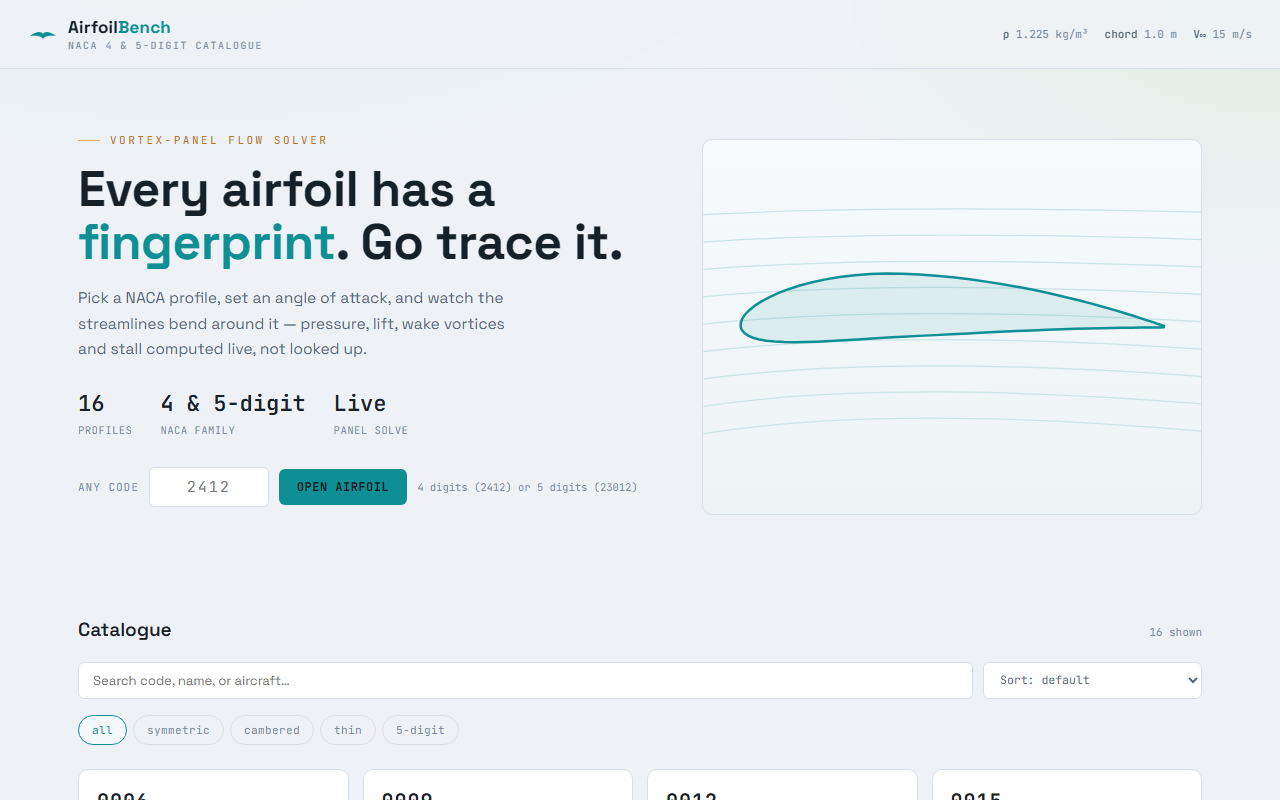 AirfoilBench
NACA 4 & 5-DIGIT CATALOGUE
ρ 1.225 kg/m³ chord 1.0 m V∞ 15 m/s
VORTEX-PANEL FLOW SOLVER
Every airfoil has a
fingerprint. Go trace it.
Pick a NACA profile, set an angle of attack, and watch the
streamlines bend around it — pressure, lift, wake vortices
and stall computed live, not looked up.
16
PROFILES
4 & 5-digit
NACA FAMILY
Live
PANEL SOLVE
ANY CODE 2412 OPEN AIRFOIL 4 digits (2412) or 5 digits (23012)
Catalogue
16 shown
Search code, name, or aircraft…
Sort: default
all symmetric cambered thin 5-digit
0006 0009 0012 0015